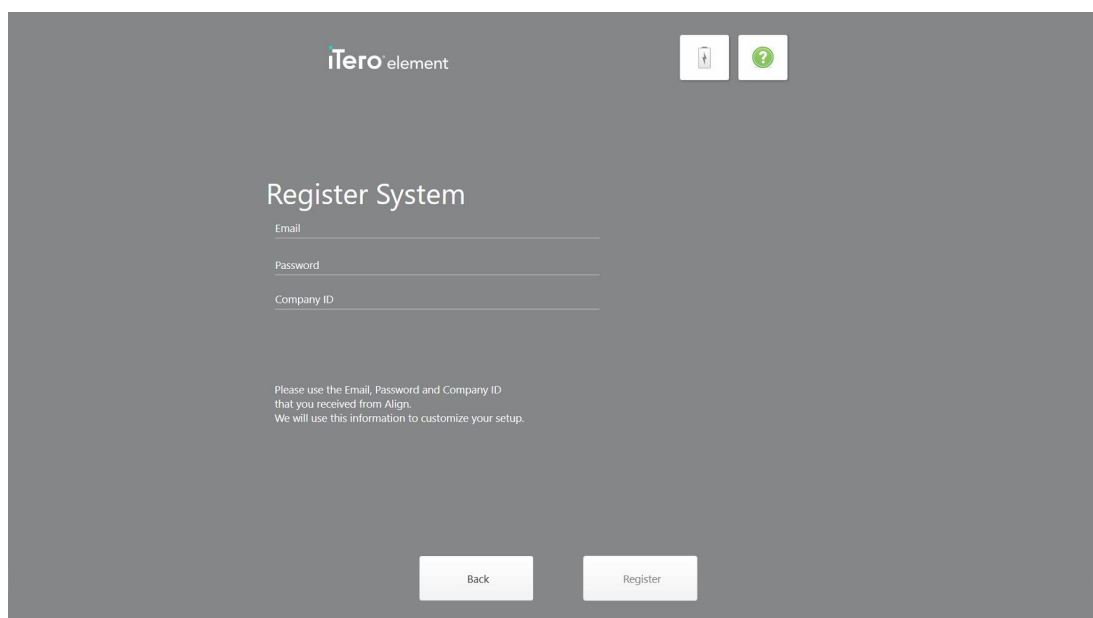 iTero element
?
Register System
Email
Password
Company ID
Please use the Email, Password and Company ID
that you received from Align.
We will use this information to customize your setup.
Back
Register